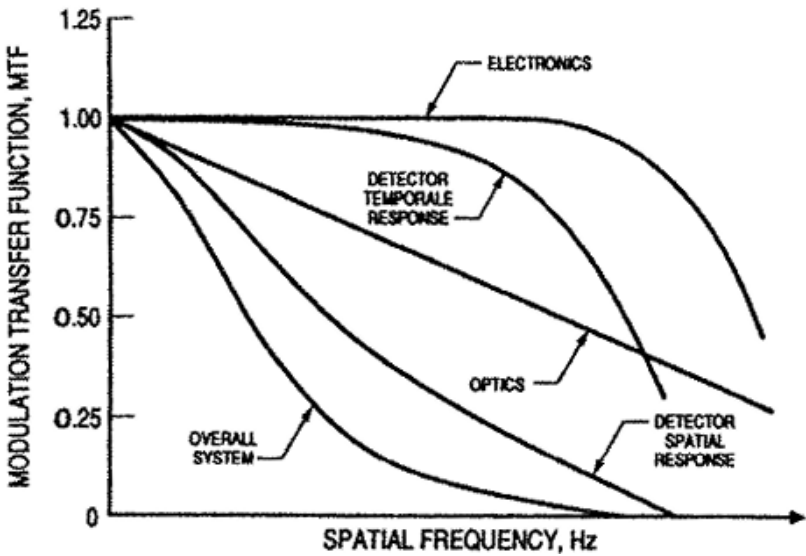 MODULATION TRANSFER FUNCTION, MTF
1.25
1.00
0.75
0.50
0.25
0
ELECTRONICS
DETECTOR
TEMPORALE
RESPONSE
OPTICS
OVERALL
SYSTEM
DETECTOR
SPATIAL
RESPONSE
SPATIAL FREQUENCY, Hz